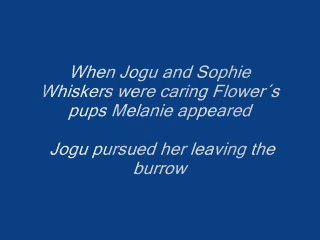 When Jogu and Sophie
Whiskers were caring Flower´s
pups Melanie appeared
Jogu pursued her leaving the
burrow